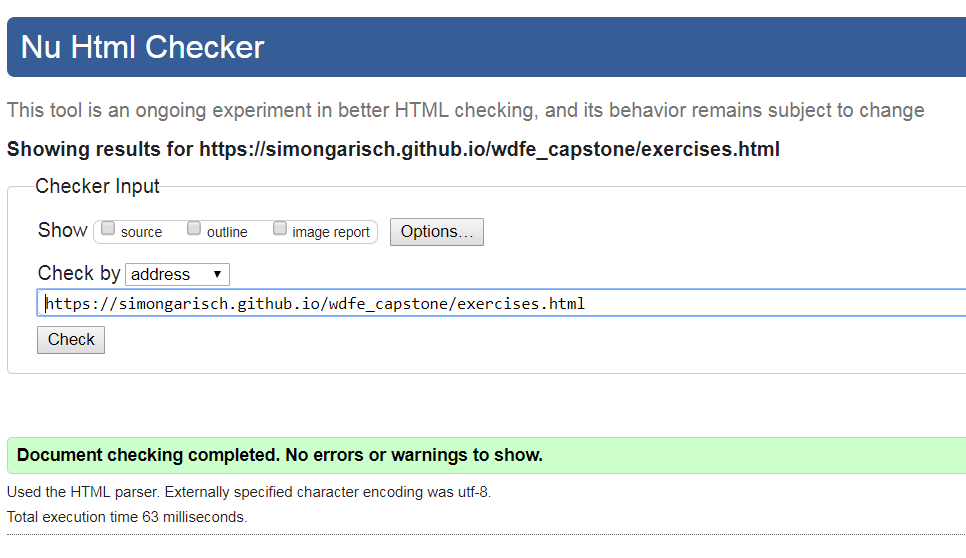 Nu Html Checker
This tool is an ongoing experiment in better HTML checking, and its behavior remains subject to change
Showing results for https://simongarisch.github.io/wdfe_capstone/exercises.html
Checker Input
Show source outline image report Options...
Check by address
https://simongarisch.github.io/wdfe_capstone/exercises.html
Check
Document checking completed. No errors or warnings to show.
Used the HTML parser. Externally specified character encoding was utf-8.
Total execution time 63 milliseconds.